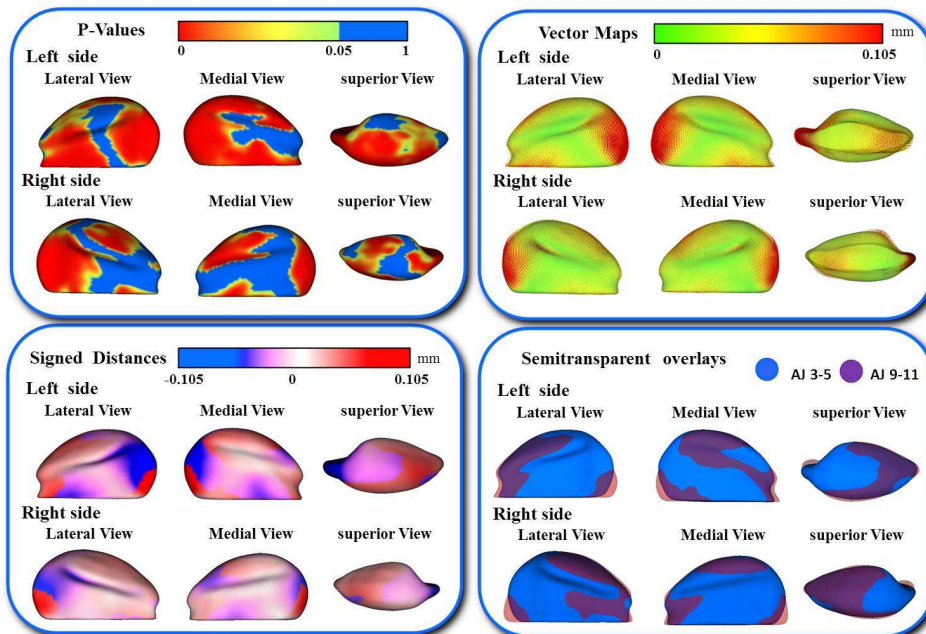 P-Values
0 0.05 1
Left side
Lateral View Medial View superior View
Right side
Lateral View Medial View superior View
Vector Maps
mm
0 0.105
Left side
Lateral View Medial View superior View
Right side
Lateral View Medial View superior View
Signed Distances
mm
-0.105 0 0.105
Left side
Lateral View Medial View superior View
Right side
Lateral View Medial View superior View
Semitransparent overlays
AJ 3-5 AJ 9-11
Left side
Lateral View Medial View superior View
Right side
Lateral View Medial View superior View